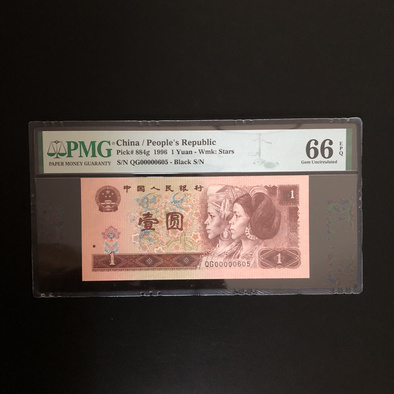 PMG
PAPER MONEY GUARANTY
China / People's Republic
Pick# 884g 1996 1 Yuan - Wmk: Stars
S/N QG00000605 - Black S/N
66 EPQ
Gem Uncirculated
中国人民银行
1
壹圆
QG00000605
1
1